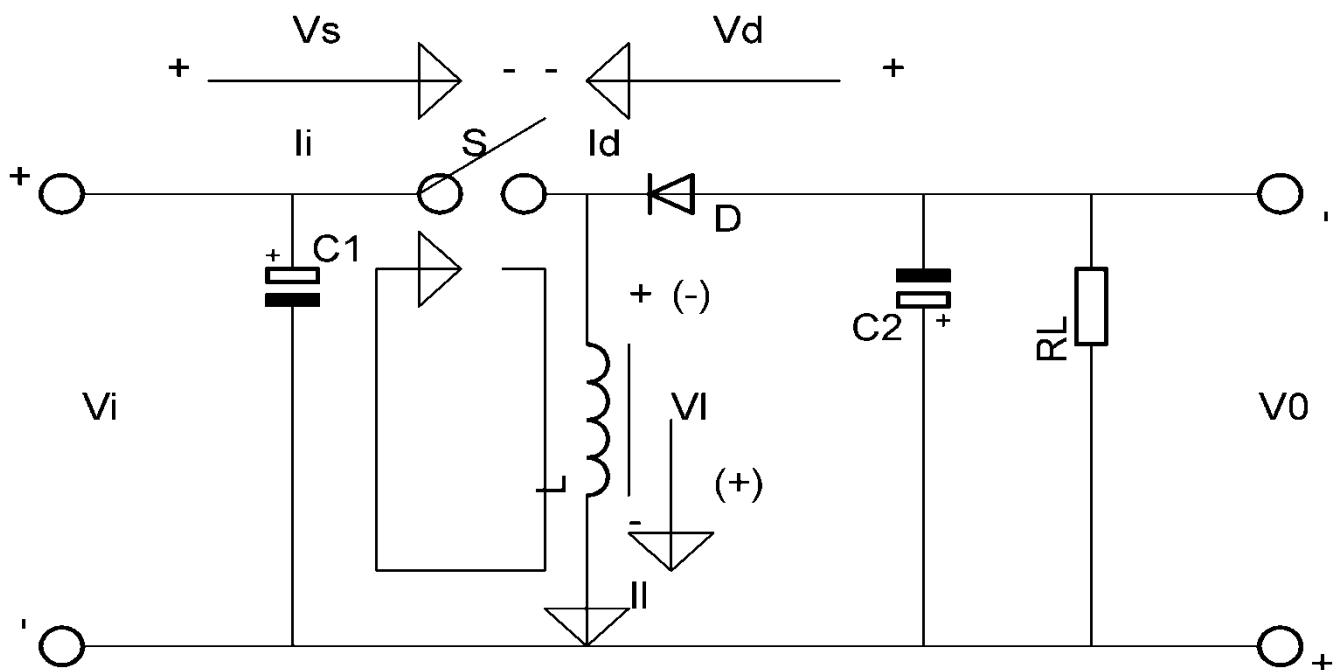 Vs Vd
+ - - +
Ii S Id
+ '
+ C1 D
+ (-)
C2 + RL
Vi Vl V0
L (+)
-
Il
' +